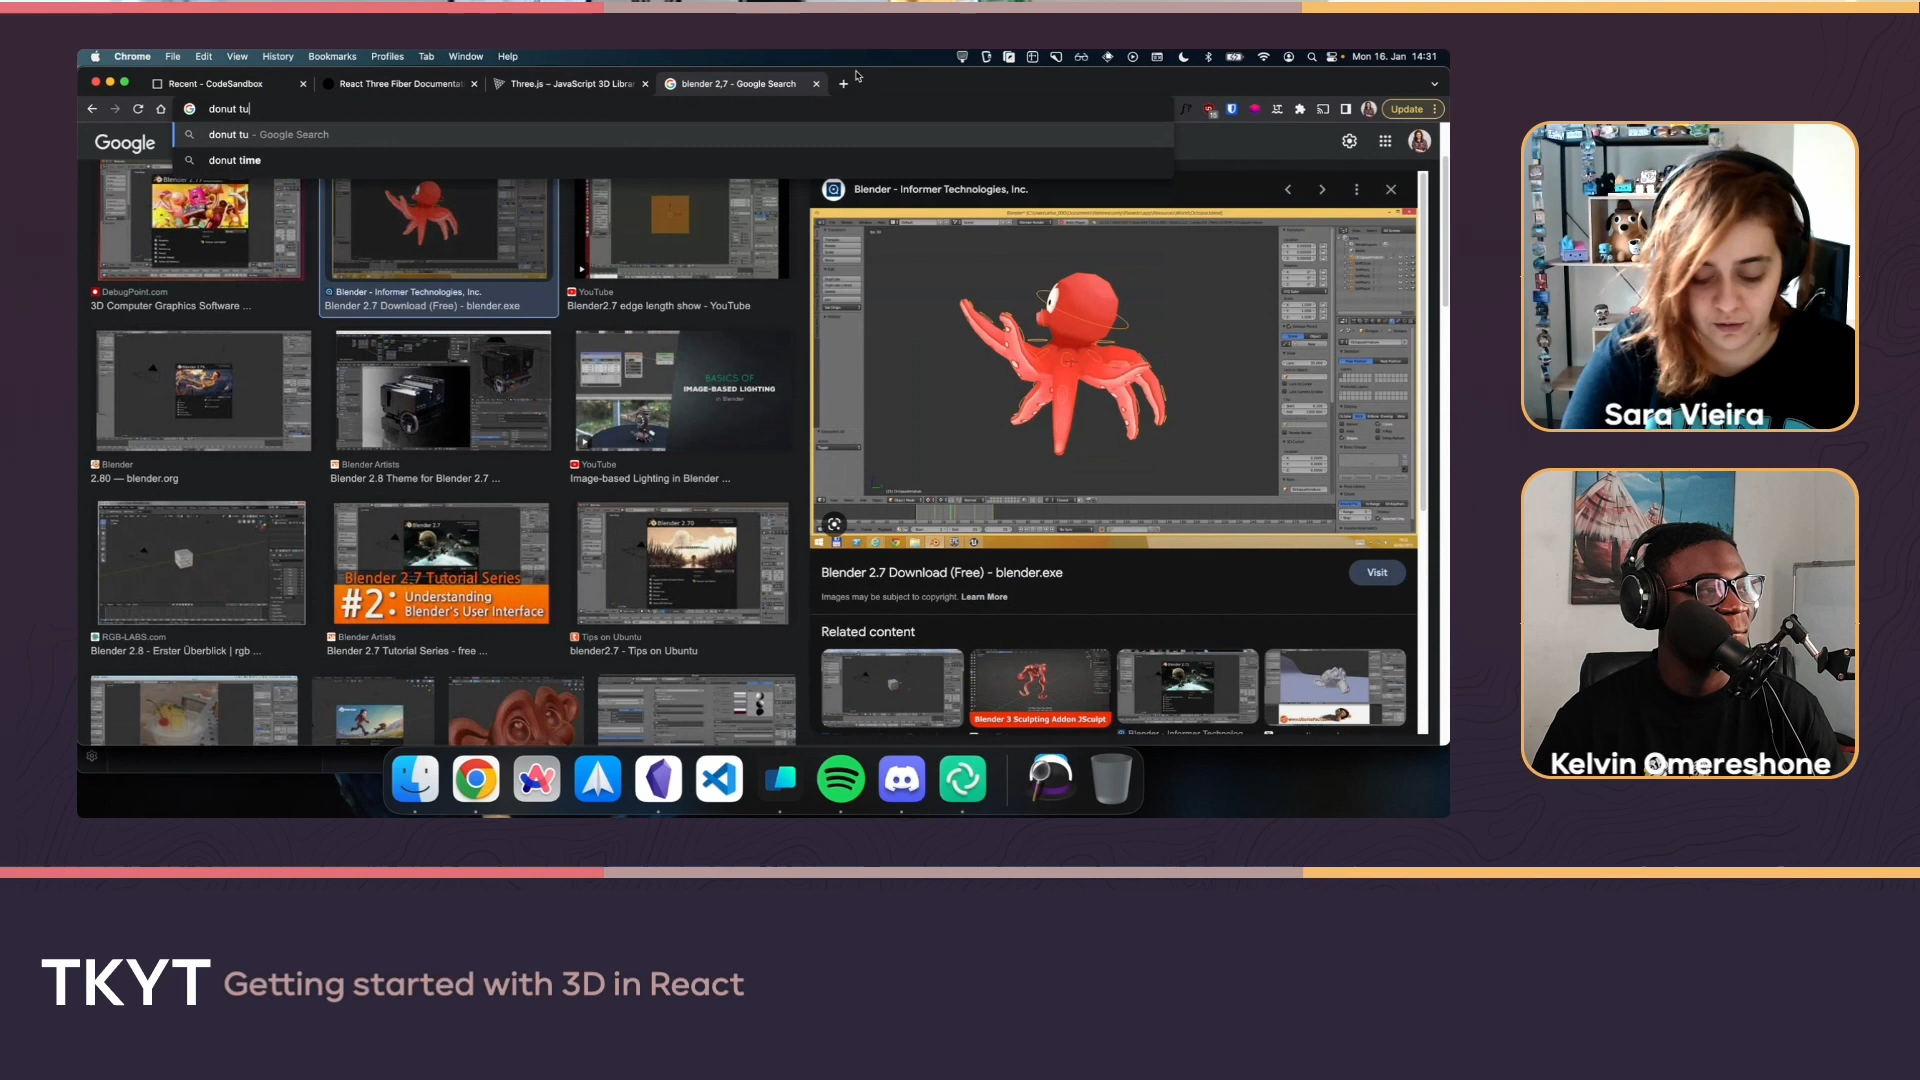 Chrome File Edit View History Bookmarks Profiles Tab Window Help
Mon 16. Jan 14:31
Recent - CodeSandbox
React Three Fiber Documentat
Three.js – JavaScript 3D Librar
blender 2,7 - Google Search
donut tu
Update
donut tu - Google Search
donut time
Google
Blender - Informer Technologies, Inc.
DebugPoint.com
3D Computer Graphics Software ...
Blender - Informer Technologies, Inc.
Blender 2.7 Download (Free) - blender.exe
YouTube
Blender2.7 edge length show - YouTube
BASICS OF
IMAGE-BASED LIGHTING
in Blender
Blender
2.80 — blender.org
Blender Artists
Blender 2.8 Theme for Blender 2.7 ...
YouTube
Image-based Lighting in Blender ...
Blender 2.7 Tutorial Series
#2: Understanding
Blender's User Interface
RGB-LABS.com
Blender 2.8 - Erster Überblick | rgb ...
Blender Artists
Blender 2.7 Tutorial Series - free ...
Tips on Ubuntu
blender2.7 - Tips on Ubuntu
Blender 2.7 Download (Free) - blender.exe
Visit
Images may be subject to copyright. Learn More
Related content
Blender 3 Sculpting Addon JSculpt
Sara Vieira
Kelvin Omereshone
TKYT Getting started with 3D in React